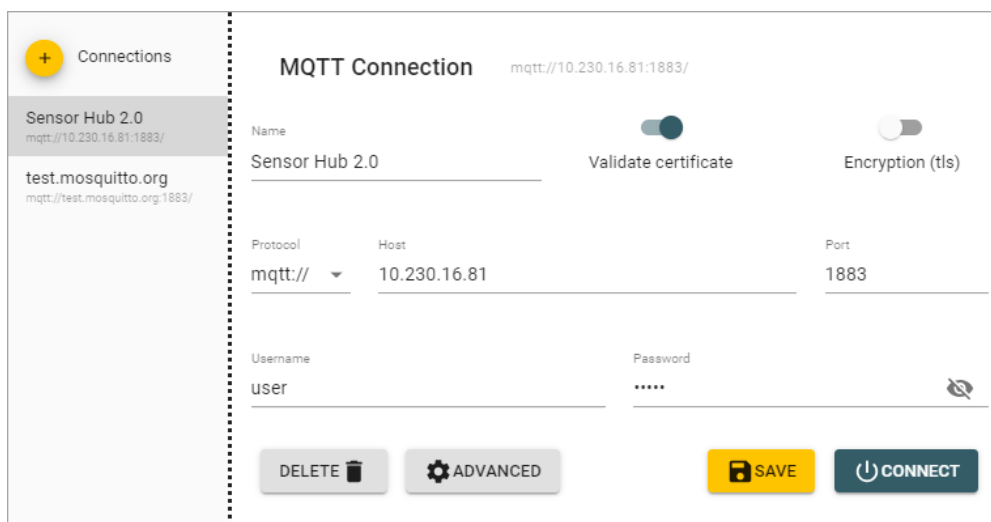 + Connections
Sensor Hub 2.0
mqtt://10.230.16.81:1883/
test.mosquitto.org
mqtt://test.mosquitto.org:1883/
MQTT Connection mqtt://10.230.16.81:1883/
Name
Sensor Hub 2.0
Validate certificate Encryption (tls)
Protocol Host Port
mqtt:// 10.230.16.81 1883
Username Password
user •••••
DELETE ADVANCED SAVE CONNECT